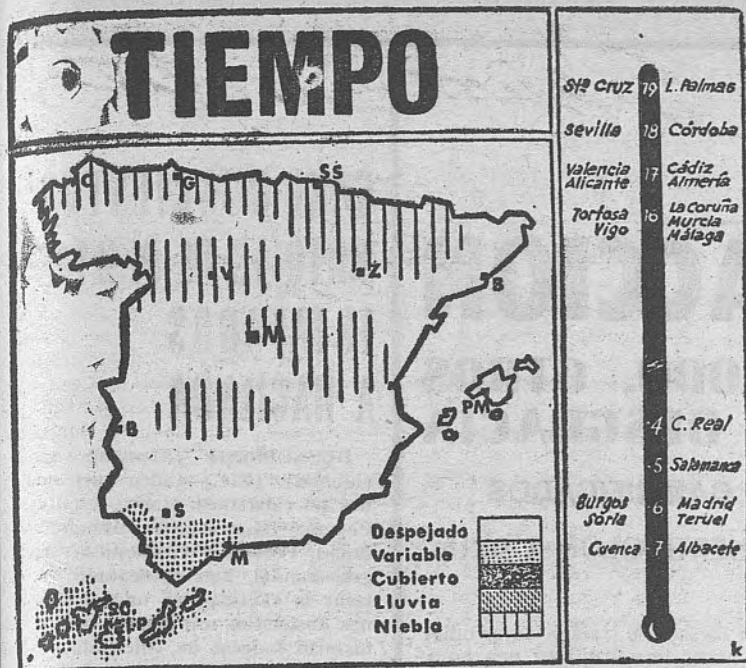 TIEMPO
C G SS
V Z B
M
PM
B
S
M
SC
LP
Despejado
Variable
Cubierto
Lluvia
Niebla
Sta Cruz 19 L. Palmas
Sevilla 18 Córdoba
Valencia 17 Cádiz
Alicante Almería
Tortosa 16 La Coruña
Vigo Murcia
Málaga
-4 C. Real
-5 Salamanca
Burgos -6 Madrid
Soria Teruel
Cuenca -7 Albacete
k